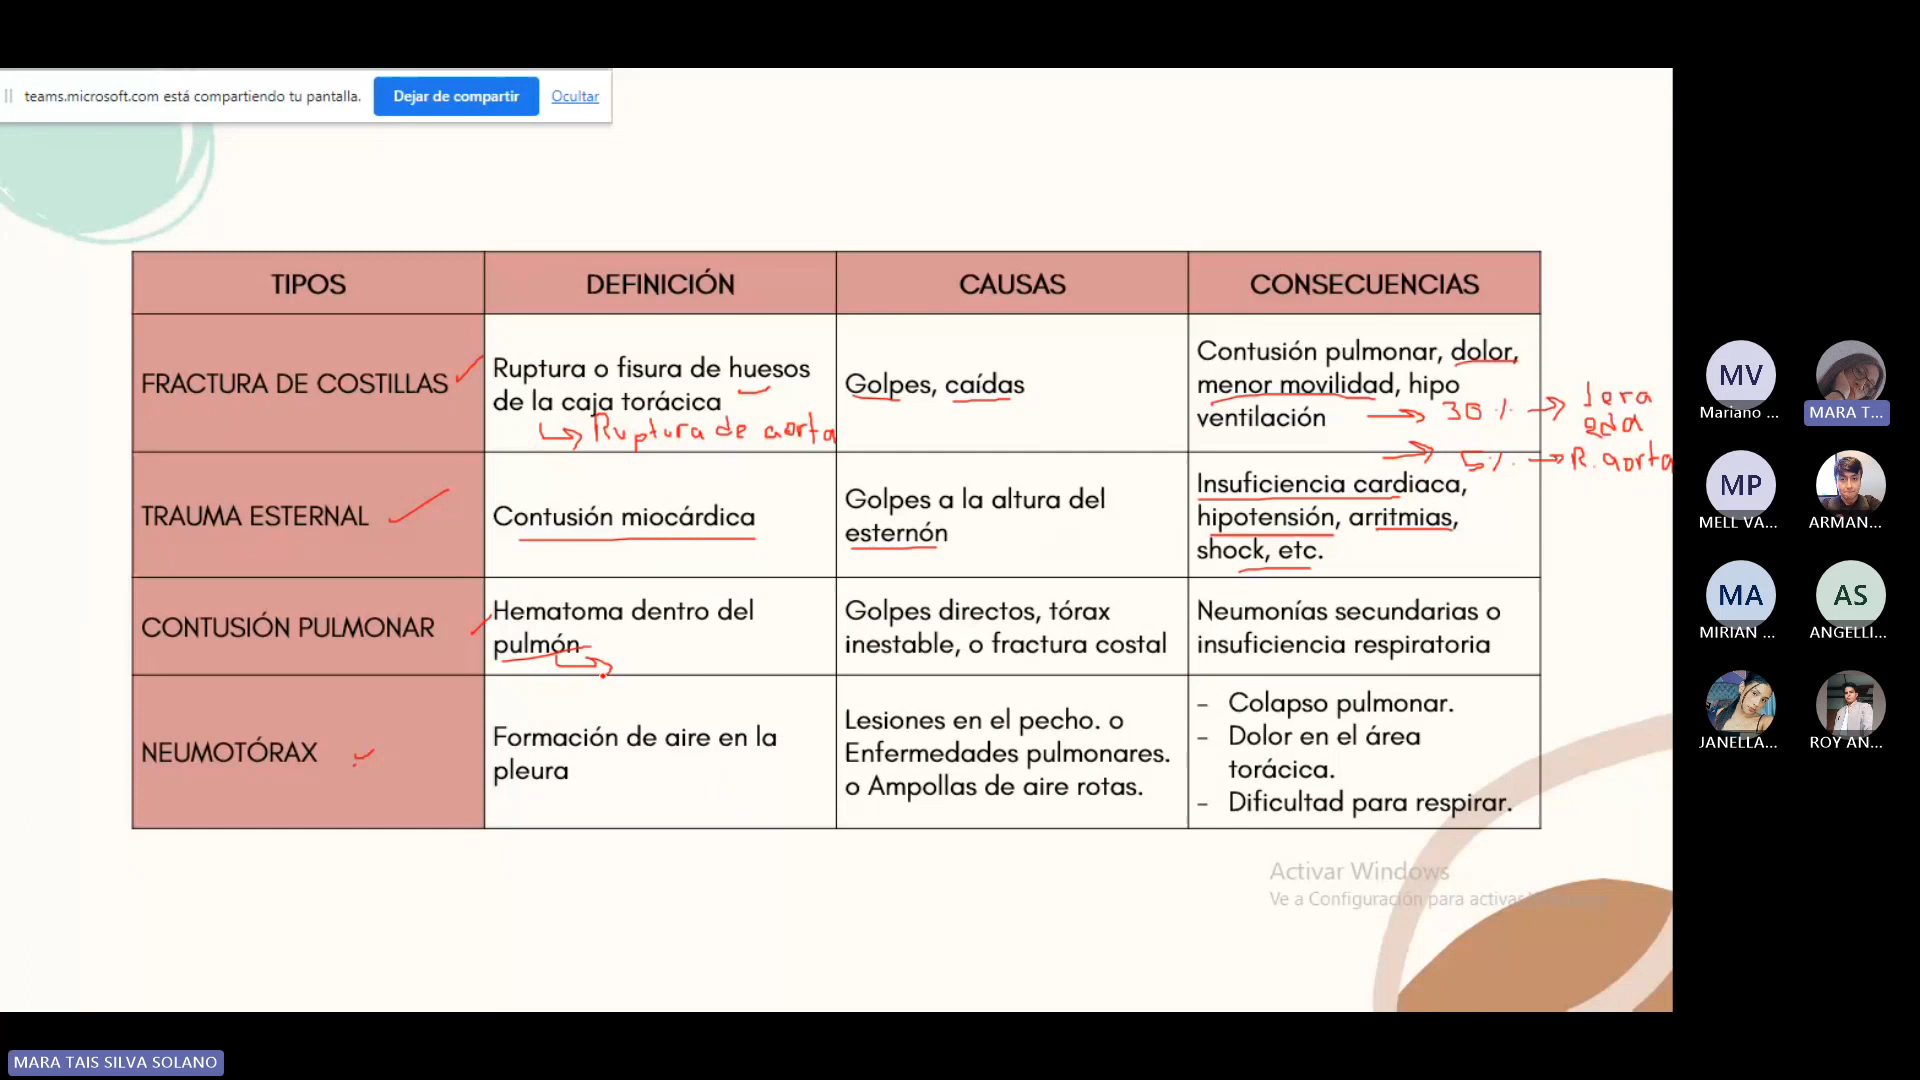 teams.microsoft.com está compartiendo tu pantalla.
Dejar de compartir
Ocultar
TIPOS
DEFINICIÓN
CAUSAS
CONSECUENCIAS
FRACTURA DE COSTILLAS
Ruptura o fisura de huesos
de la caja torácica
Ruptura de aorta
Golpes, caídas
Contusión pulmonar, dolor,
menor movilidad, hipo
ventilación
30 %
1era
2da
5%
R. aorta
TRAUMA ESTERNAL
Contusión miocárdica
Golpes a la altura del
esternón
Insuficiencia cardiaca,
hipotensión, arritmias,
shock, etc.
CONTUSIÓN PULMONAR
Hematoma dentro del
pulmón
Golpes directos, tórax
inestable, o fractura costal
Neumonías secundarias o
insuficiencia respiratoria
NEUMOTÓRAX
Formación de aire en la
pleura
Lesiones en el pecho. o
Enfermedades pulmonares.
o Ampollas de aire rotas.
- Colapso pulmonar.
- Dolor en el área
torácica.
- Dificultad para respirar.
Activar Windows
Ve a Configuración para activar
MV
Mariano ...
MARA T...
MP
MELL VA...
ARMAN...
MA
MIRIAN ...
AS
ANGELLI...
JANELLA...
ROY AN...
MARA TAIS SILVA SOLANO